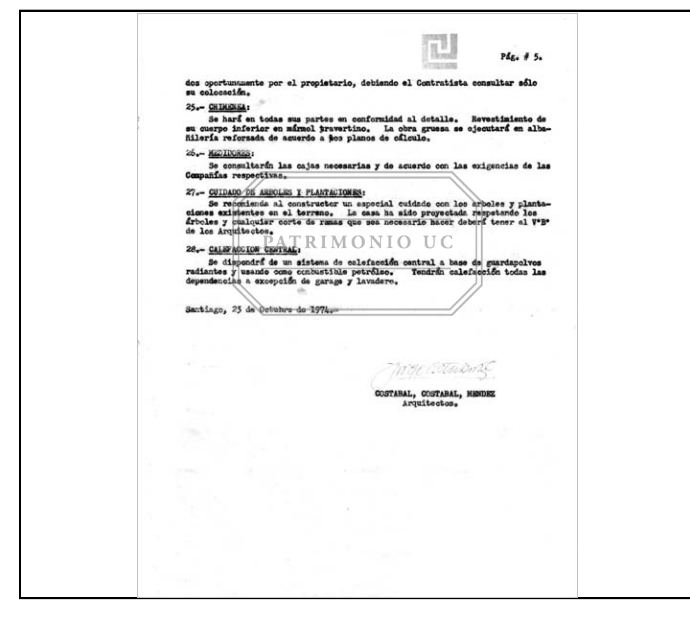 Pág. # 5.
dos oportunamente por el propietario, debiendo el Contratista consultar sólo
su colocación.
25.- CHIMENEA:
Se hará en todas sus partes en conformidad al detalle. Revestimiento de
su cuerpo inferior en mármol travertino. La obra gruesa se ejecutará en alba-
ñilería reforzada de acuerdo a los planos de cálculo.
26.- MEDIDORES:
Se consultarán las cajas necesarias y de acuerdo con las exigencias de las
Compañías respectivas.
27.- CUIDADO DE ARBOLES Y PLANTACIONES:
Se recomienda al constructor un especial cuidado con los arboles y planta-
ciones existentes en el terreno. La casa ha sido proyectada respetando los
árboles y cualquier corte de ramas que sea necesario hacer deberá tener el V°B°
de los Arquitectos.
PATRIMONIO UC
28.- CALEFACCION CENTRAL:
Se dispondrá de un sistema de calefacción central a base de guardapolvos
radiantes y usando como combustible petróleo. Tendrán calefacción todas las
dependencias a excepción de garage y lavadero.
Santiago, 23 de Octubre de 1974.-
COSTABAL, COSTABAL, MENDEZ
Arquitectos.